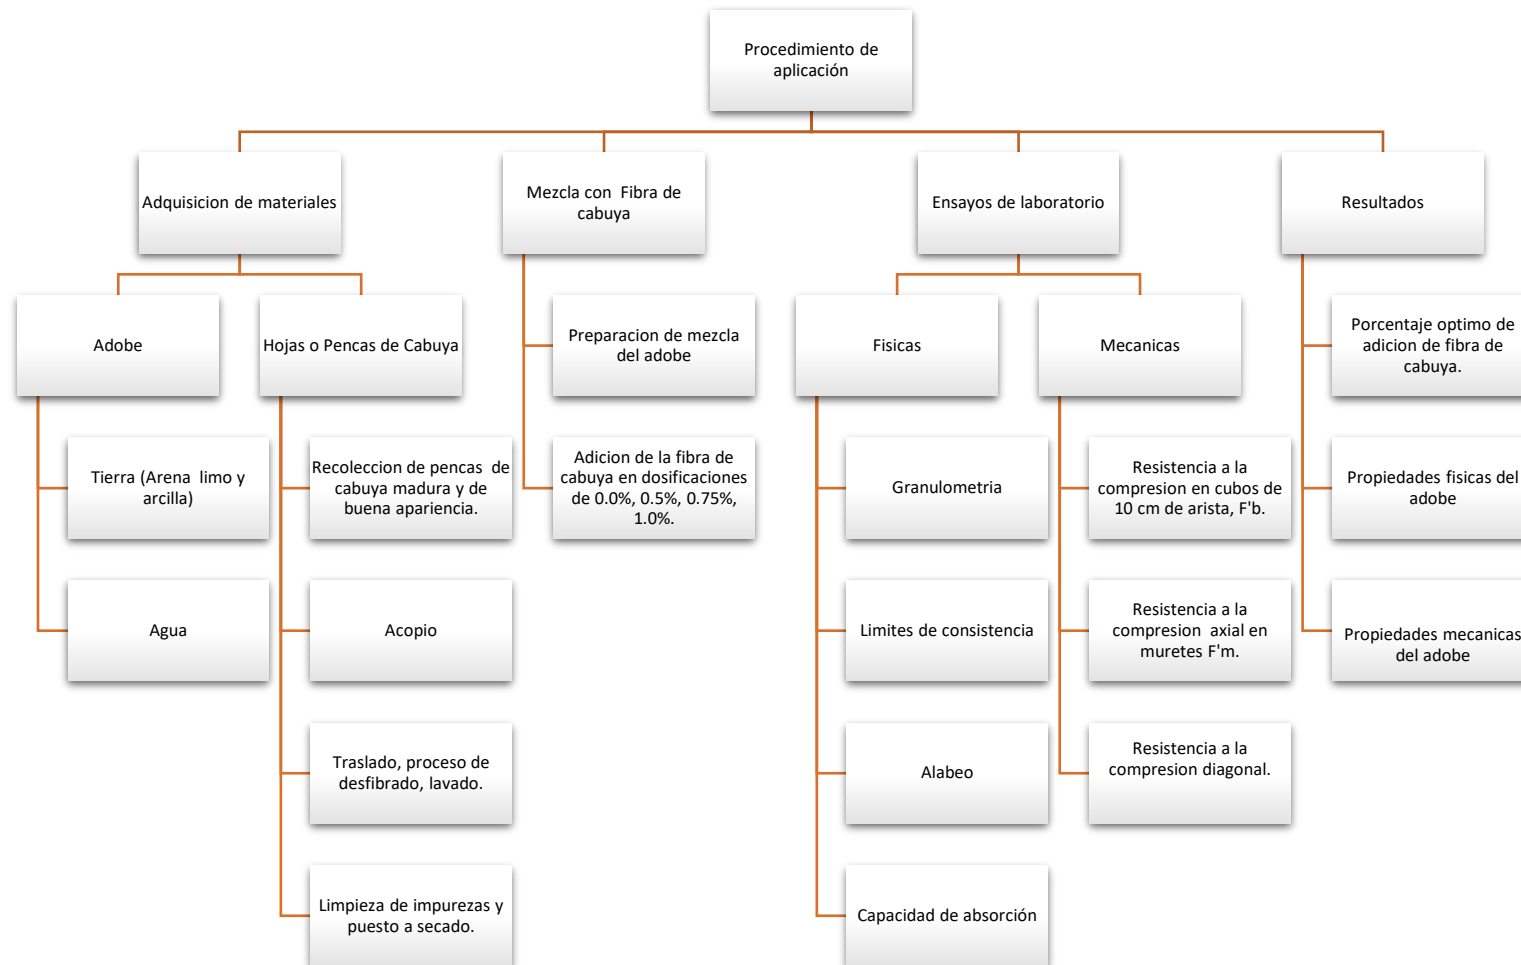 Procedimiento de
aplicación
Adquisicion de materiales
Mezcla con Fibra de
cabuya
Ensayos de laboratorio
Resultados
Adobe
Hojas o Pencas de Cabuya
Preparacion de mezcla
del adobe
Fisicas
Mecanicas
Porcentaje optimo de
adicion de fibra de
cabuya.
Tierra (Arena limo y
arcilla)
Recoleccion de pencas de
cabuya madura y de
buena apariencia.
Adicion de la fibra de
cabuya en dosificaciones
de 0.0%, 0.5%, 0.75%,
1.0%.
Granulometria
Resistencia a la
compresion en cubos de
10 cm de arista, F'b.
Propiedades fisicas del
adobe
Agua
Acopio
Limites de consistencia
Resistencia a la
compresion axial en
muretes F'm.
Propiedades mecanicas
del adobe
Traslado, proceso de
desfibrado, lavado.
Alabeo
Resistencia a la
compresion diagonal.
Limpieza de impurezas y
puesto a secado.
Capacidad de absorción